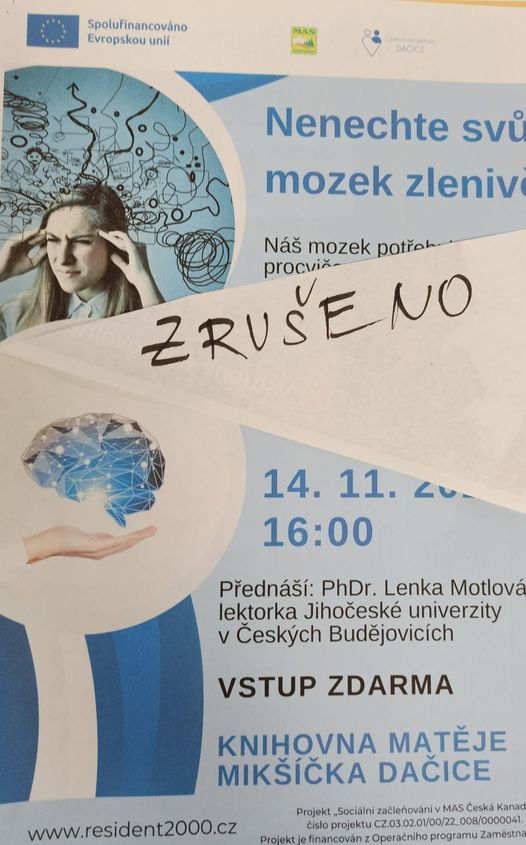 Spolufinancováno
Evropskou unií
MAS
DAČICE
Nenechte svů
mozek zleniv
Náš mozek potřeb
ZRUŠENO
14. 11.
16:00
Přednáší: PhDr. Lenka Motlová
lektorka Jihočeské univerzity
v Českých Budějovicích
VSTUP ZDARMA
KNIHOVNA MATĚJE
MIKŠÍČKA DAČICE
Projekt „Sociální začleňování v MAS Česká Kanad
číslo projektu CZ.03.02.01/00/22_008/0000041.
www.resident2000.cz
Projekt je financován z Operačního programu Zaměstna